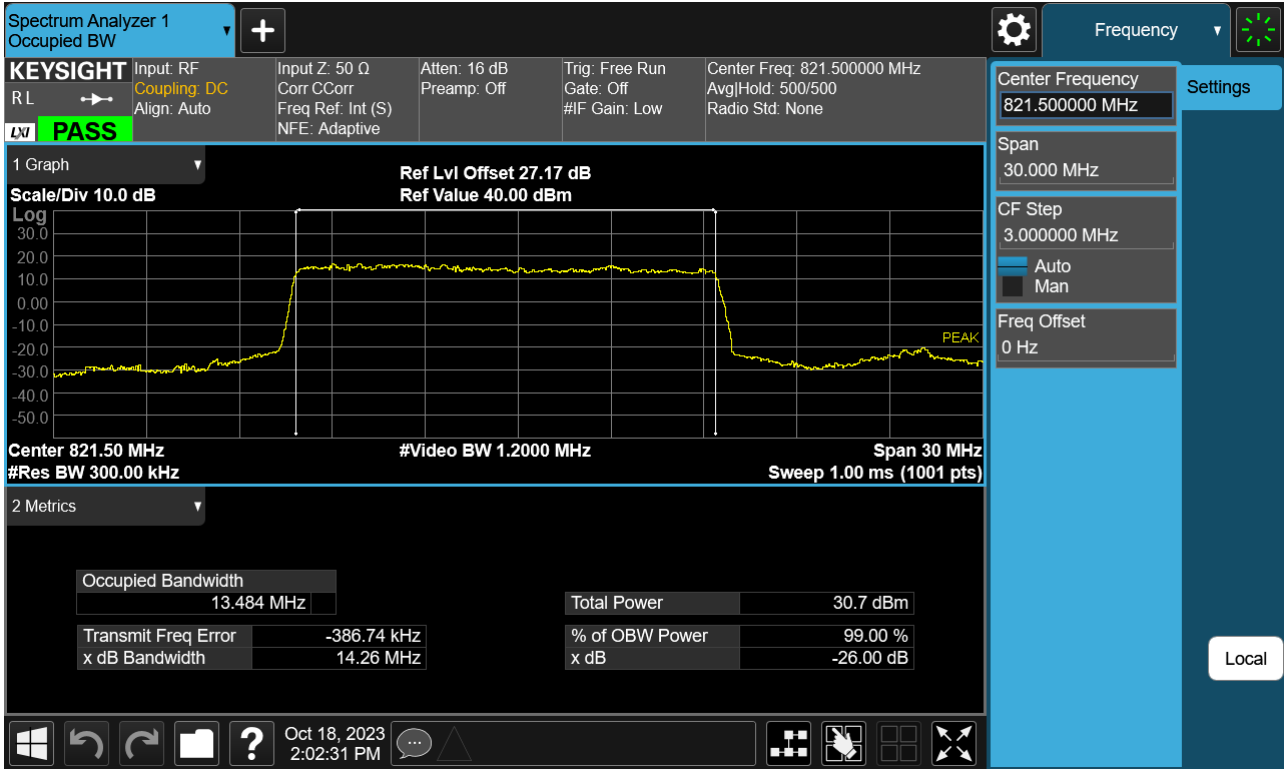 Spectrum Analyzer 1
Occupied BW
Frequency
KEYSIGHT
R L
LXI
PASS
Input: RF
Coupling: DC
Align: Auto
Input Z: 50 Ω
Corr CCorr
Freq Ref: Int (S)
NFE: Adaptive
Atten: 16 dB
Preamp: Off
Trig: Free Run
Gate: Off
#IF Gain: Low
Center Freq: 821.500000 MHz
Avg|Hold: 500/500
Radio Std: None
Center Frequency
821.500000 MHz
Settings
Span
30.000 MHz
CF Step
3.000000 MHz
Auto
Man
Freq Offset
0 Hz
Local
1 Graph
Scale/Div 10.0 dB
Ref Lvl Offset 27.17 dB
Ref Value 40.00 dBm
Log
30.0
20.0
10.0
0.00
-10.0
-20.0
-30.0
-40.0
-50.0
PEAK
Center 821.50 MHz
#Video BW 1.2000 MHz
Span 30 MHz
#Res BW 300.00 kHz
Sweep 1.00 ms (1001 pts)
2 Metrics
Occupied Bandwidth
13.484 MHz
Total Power 30.7 dBm
Transmit Freq Error -386.74 kHz
% of OBW Power 99.00 %
x dB Bandwidth 14.26 MHz
x dB -26.00 dB
?
Oct 18, 2023
2:02:31 PM